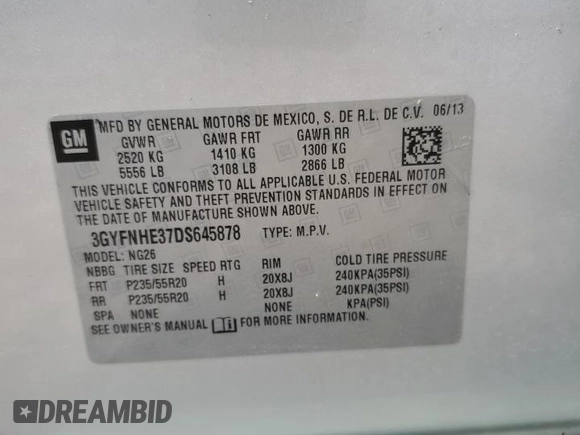 GM
MFD BY GENERAL MOTORS DE MEXICO, S. DE R.L. DE C.V. 06/13
GVWR GAWR FRT GAWR RR
2520 KG 1410 KG 1300 KG
5556 LB 3108 LB 2866 LB
THIS VEHICLE CONFORMS TO ALL APPLICABLE U.S. FEDERAL MOTOR
VEHICLE SAFETY AND THEFT PREVENTION STANDARDS IN EFFECT ON
THE DATE OF MANUFACTURE SHOWN ABOVE.
3GYFNHE37DS645878 TYPE: M.P.V.
MODEL: NG26
NBBG TIRE SIZE SPEED RTG RIM COLD TIRE PRESSURE
FRT P235/55R20 H 20X8J 240KPA(35PSI)
RR P235/55R20 H 20X8J 240KPA(35PSI)
SPA NONE NONE KPA(PSI)
SEE OWNER'S MANUAL FOR MORE INFORMATION.
DREAMBID